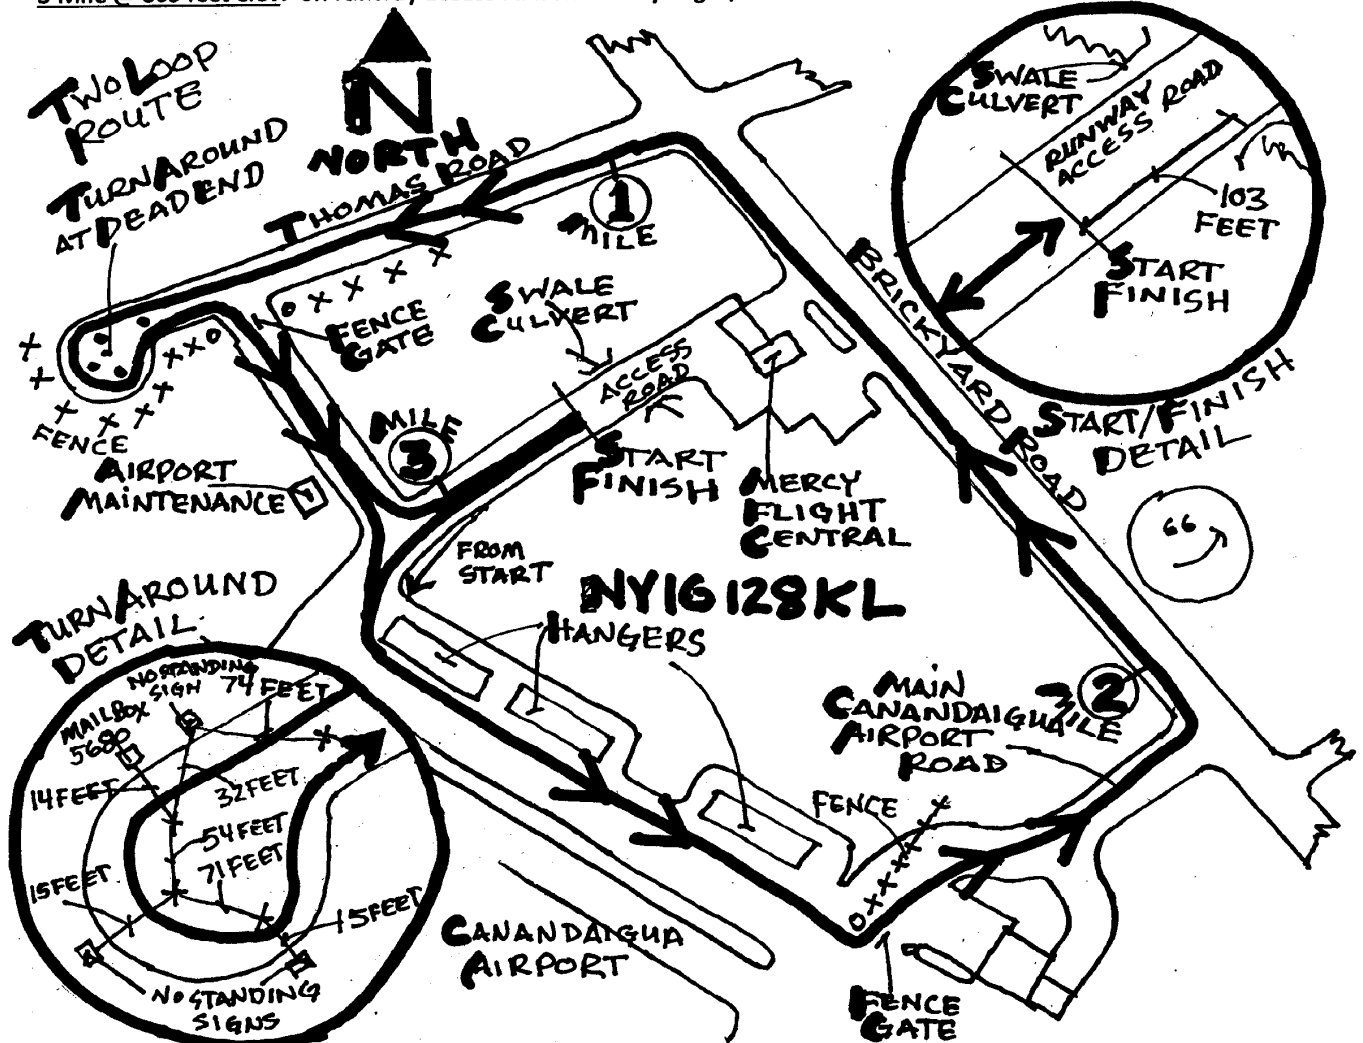 TWO LOOP
ROUTE
TURNAROUND
AT DEAD END
N
NORTH
THOMAS ROAD
1
MILE
SWALE
CULVERT
FENCE
GATE
ACCESS
ROAD
BRICKYARD ROAD
SWALE
CULVERT
RUNWAY
ACCESS ROAD
103
FEET
START
FINISH
START/FINISH
DETAIL
FENCE
AIRPORT
MAINTENANCE
MILE
3
START
FINISH
MERCY
FLIGHT
CENTRAL
FROM
START
NY16128KL
HANGERS
TURNAROUND
DETAIL
NO STANDING
SIGN
74 FEET
MAILBOX
5680
14 FEET
32 FEET
54 FEET
71 FEET
15 FEET
15 FEET
NO STANDING
SIGNS
MAIN
CANANDAIGUA
AIRPORT
ROAD
2
MILE
FENCE
CANANDAIGUA
AIRPORT
FENCE
GATE